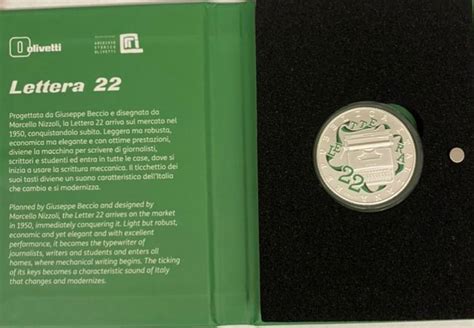 olivetti
ARCHIVIO
STORICO
OLIVETTI
Lettera 22
Progettata da Giuseppe Beccio e disegnata da
Marcello Nizzoli, la Lettera 22 arriva sul mercato nel
1950, conquistandolo subito. Leggera ma robusta,
economica ma elegante e con ottime prestazioni,
diviene la macchina per scrivere di giornalisti,
scrittori e studenti ed entra in tutte le case, dove si
inizia a usare la scrittura meccanica. Il ticchettio dei
suoi tasti diviene un suono caratteristico dell'Italia
che cambia e si modernizza.
Planned by Giuseppe Beccio and designed by
Marcello Nizzoli, the Letter 22 arrives on the market
in 1950, immediately conquering it. Light but robust,
economic and yet elegant and with excellent
performance, it becomes the typewriter of
journalists, writers and students and enters all
homes, where mechanical writing begins. The ticking
of its keys becomes a characteristic sound of Italy
that changes and modernizes.
LETTERA
22